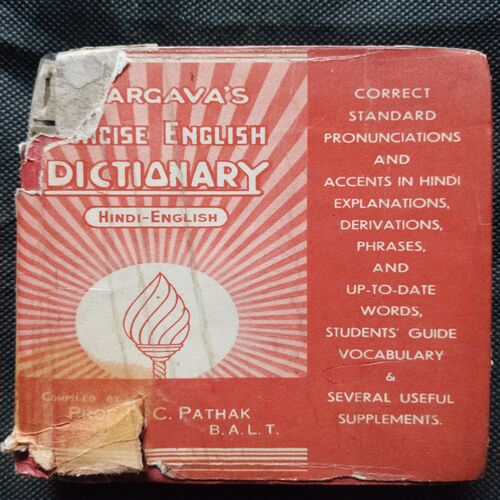 ARGAVA'S
NCISE ENGLISH
DICTIONARY
HINDI-ENGLISH
COMPILED BY
PROF. C. PATHAK
B.A.L.T.
CORRECT
STANDARD
PRONUNCIATIONS
AND
ACCENTS IN HINDI
EXPLANATIONS,
DERIVATIONS,
PHRASES,
AND
UP-TO-DATE
WORDS,
STUDENTS' GUIDE
VOCABULARY
&
SEVERAL USEFUL
SUPPLEMENTS.